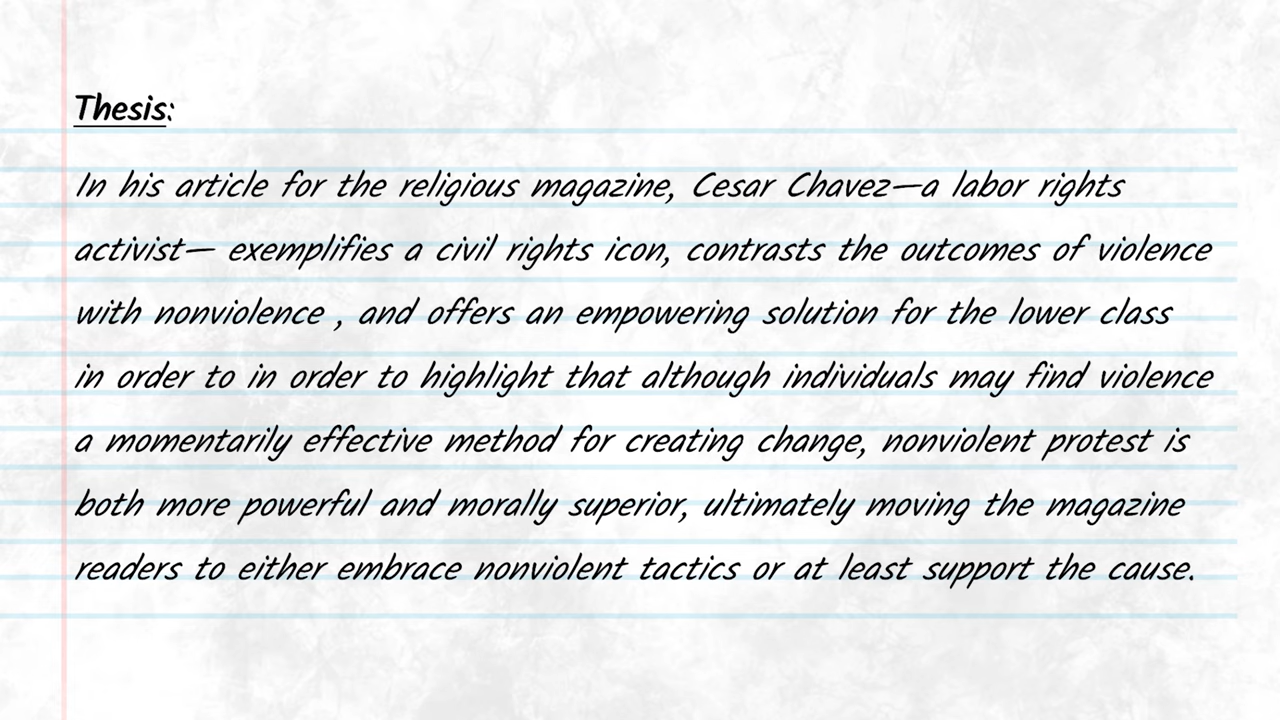 Thesis:
In his article for the religious magazine, Cesar Chavez—a labor rights
activist— exemplifies a civil rights icon, contrasts the outcomes of violence
with nonviolence , and offers an empowering solution for the lower class
in order to in order to highlight that although individuals may find violence
a momentarily effective method for creating change, nonviolent protest is
both more powerful and morally superior, ultimately moving the magazine
readers to either embrace nonviolent tactics or at least support the cause.